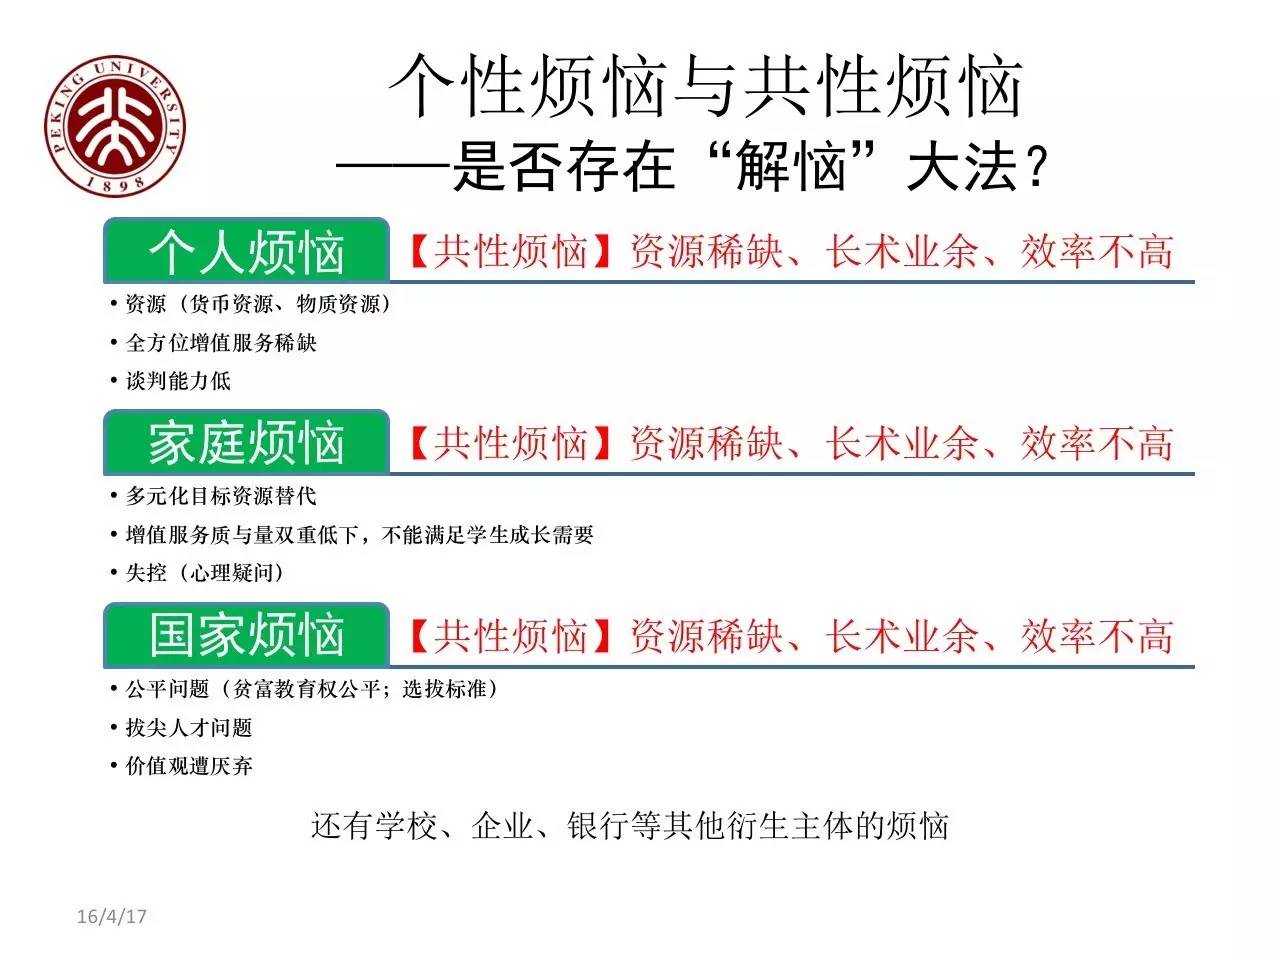 PEKING UNIVERSITY
1898
个性烦恼与共性烦恼
——是否存在“解恼”大法？
个人烦恼 【共性烦恼】资源稀缺、长术业余、效率不高
• 资源（货币资源、物质资源）
• 全方位增值服务稀缺
• 谈判能力低
家庭烦恼 【共性烦恼】资源稀缺、长术业余、效率不高
• 多元化目标资源替代
• 增值服务质与量双重低下，不能满足学生成长需要
• 失控（心理疑问）
国家烦恼 【共性烦恼】资源稀缺、长术业余、效率不高
• 公平问题（贫富教育权公平；选拔标准）
• 拔尖人才问题
• 价值观遭厌弃
还有学校、企业、银行等其他衍生主体的烦恼
16/4/17